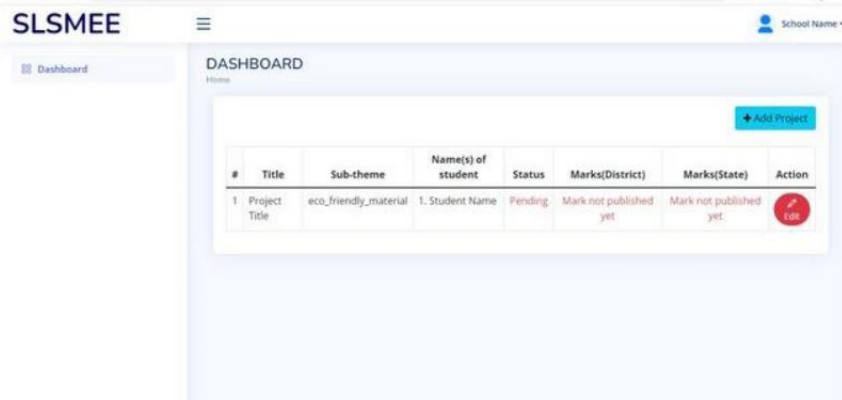 SLSMEE
School Name
Dashboard
DASHBOARD
Home
+ Add Project
# Title Sub-theme Name(s) of student Status Marks(District) Marks(State) Action
1 Project Title eco_friendly_material 1. Student Name Pending Mark not published yet Mark not published yet Edit